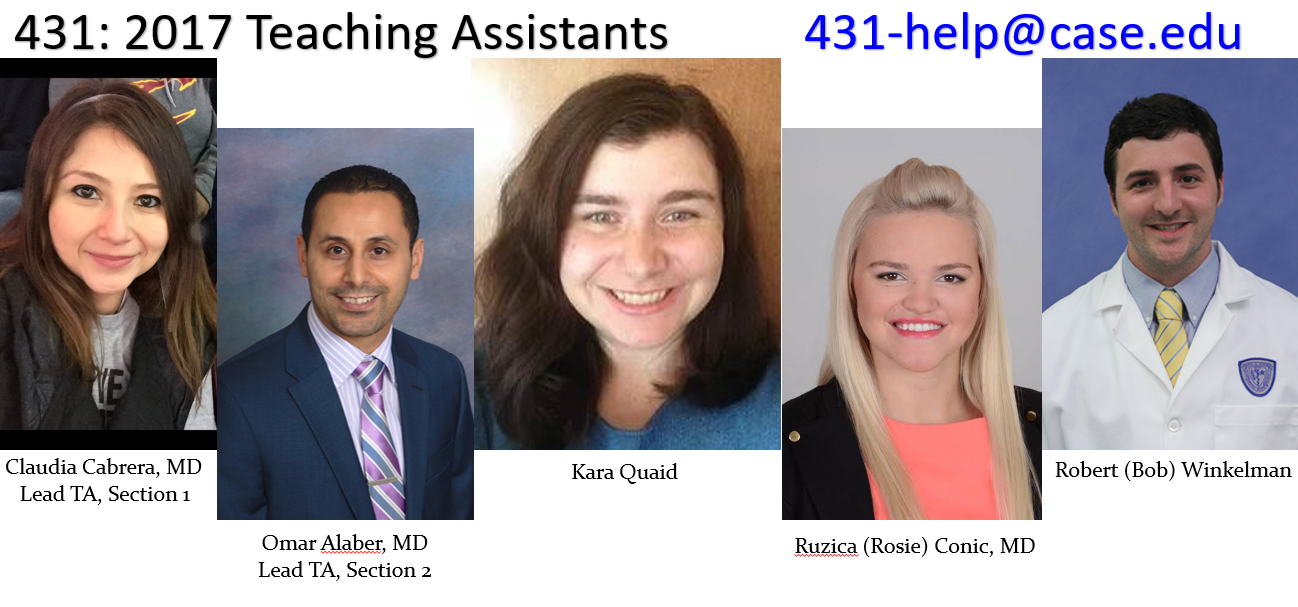 431: 2017 Teaching Assistants
431-help@case.edu
Claudia Cabrera, MD
Lead TA, Section 1
Omar Alaber, MD
Lead TA, Section 2
Kara Quaid
Ruzica (Rosie) Conic, MD
Robert (Bob) Winkelman